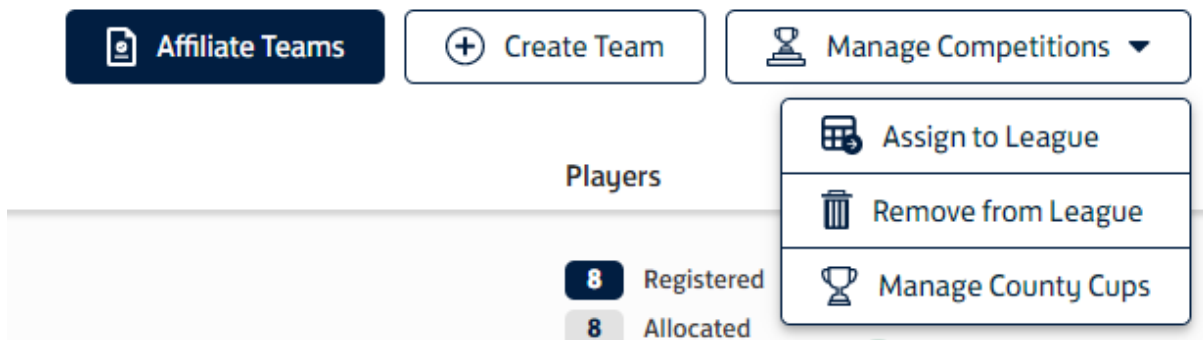 Affiliate Teams
Create Team
Manage Competitions
Assign to League
Players
Remove from League
8 Registered
Manage County Cups
8 Allocated